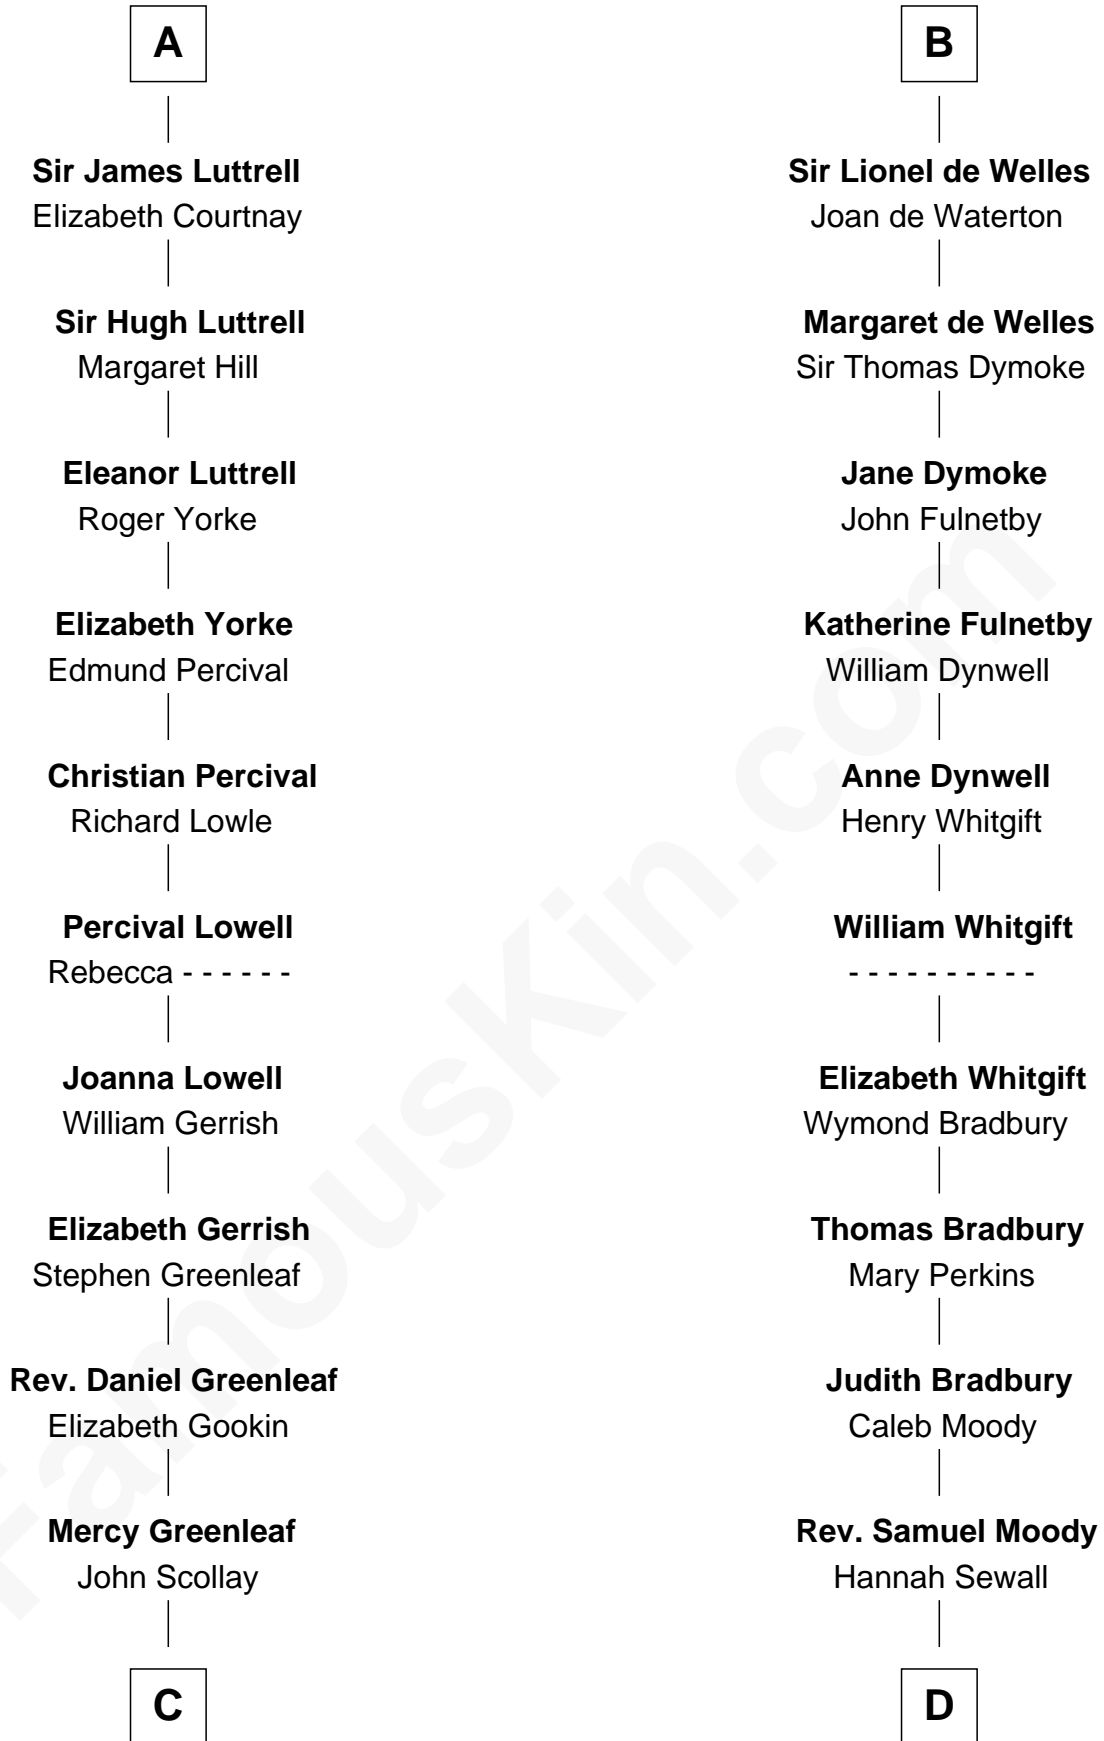 A
Sir James Luttrell
Elizabeth Courtnay
Sir Hugh Luttrell
Margaret Hill
Eleanor Luttrell
Roger Yorke
Elizabeth Yorke
Edmund Percival
Christian Percival
Richard Lowle
Percival Lowell
Rebecca - - - - - -
Joanna Lowell
William Gerrish
Elizabeth Gerrish
Stephen Greenleaf
Rev. Daniel Greenleaf
Elizabeth Gookin
Mercy Greenleaf
John Scollay
C
B
Sir Lionel de Welles
Joan de Waterton
Margaret de Welles
Sir Thomas Dymoke
Jane Dymoke
John Fulnetby
Katherine Fulnetby
William Dynwell
Anne Dynwell
Henry Whitgift
William Whitgift
- - - - - - - - - -
Elizabeth Whitgift
Wymond Bradbury
Thomas Bradbury
Mary Perkins
Judith Bradbury
Caleb Moody
Rev. Samuel Moody
Hannah Sewall
D
FamousKin.com